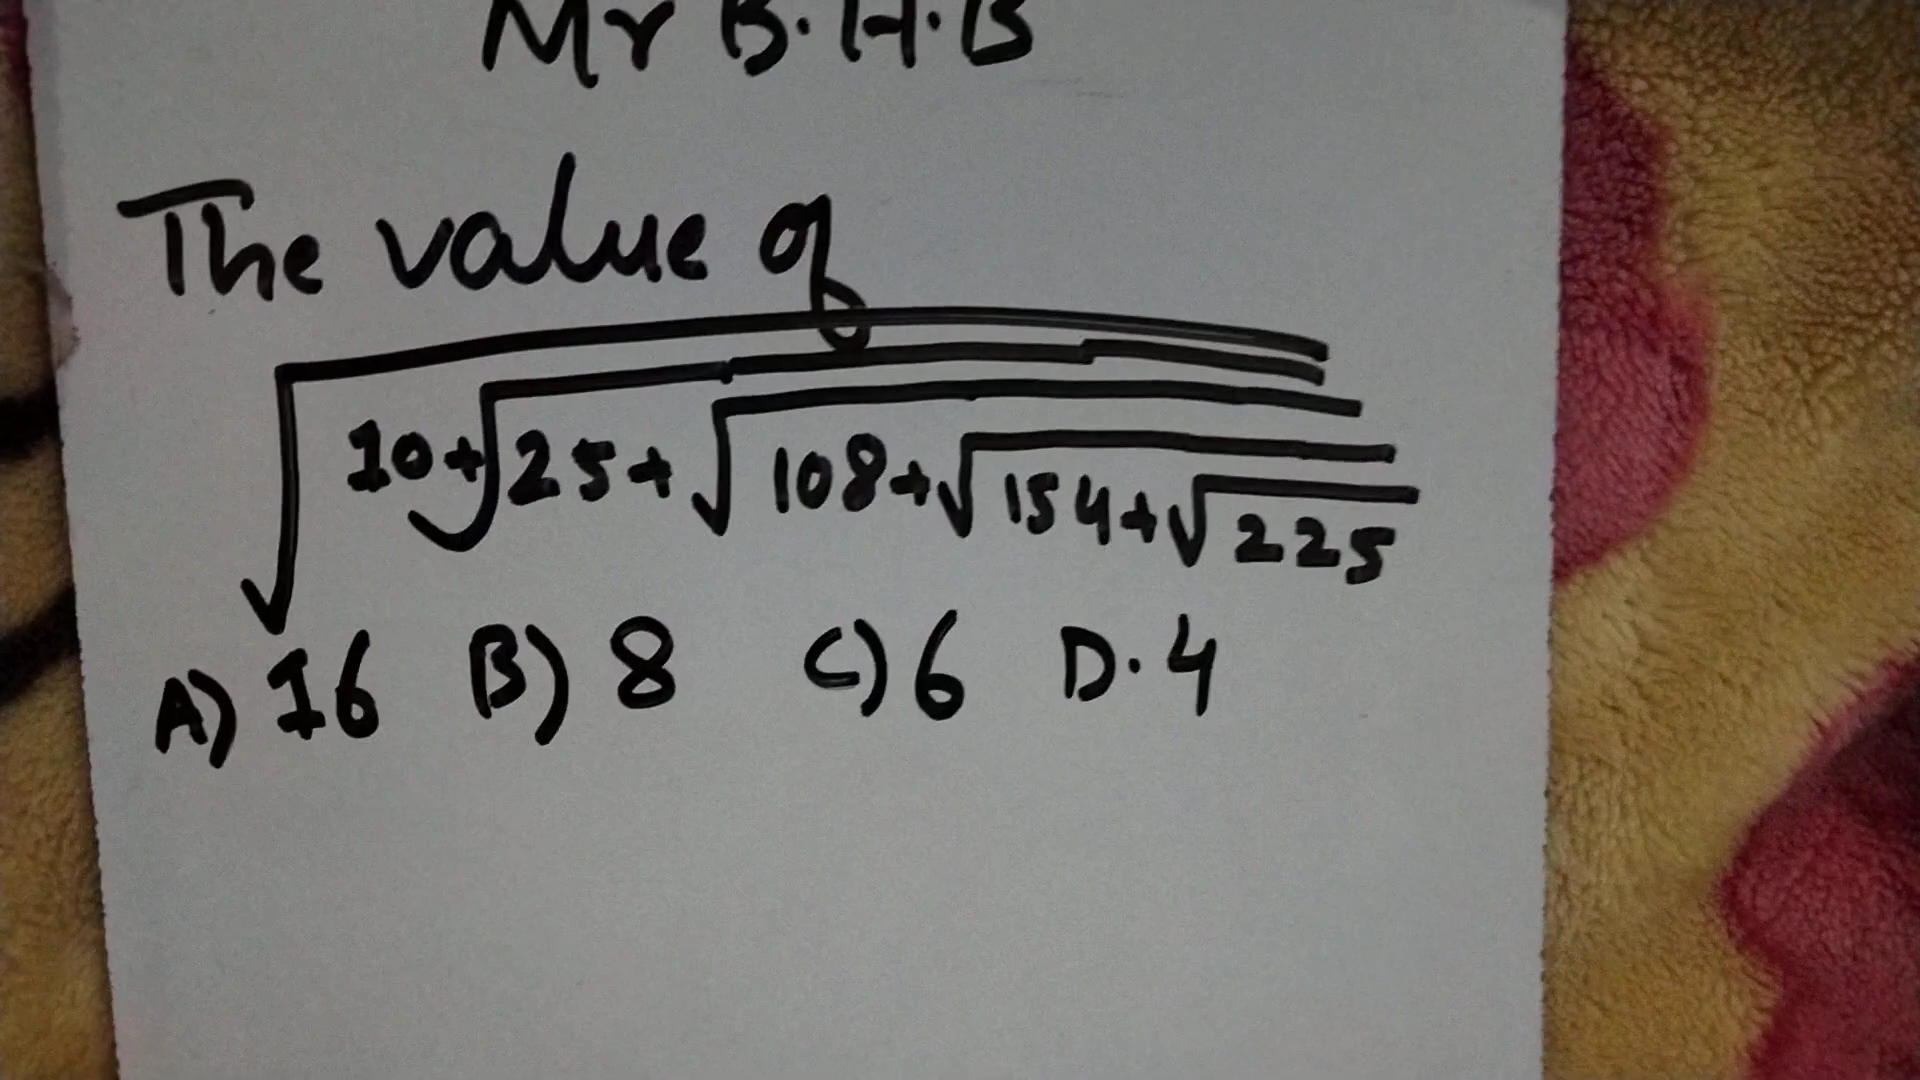 Mr B.H.B
The value of
√10+√25+√108+√154+√225
A) 16 B) 8 C) 6 D. 4